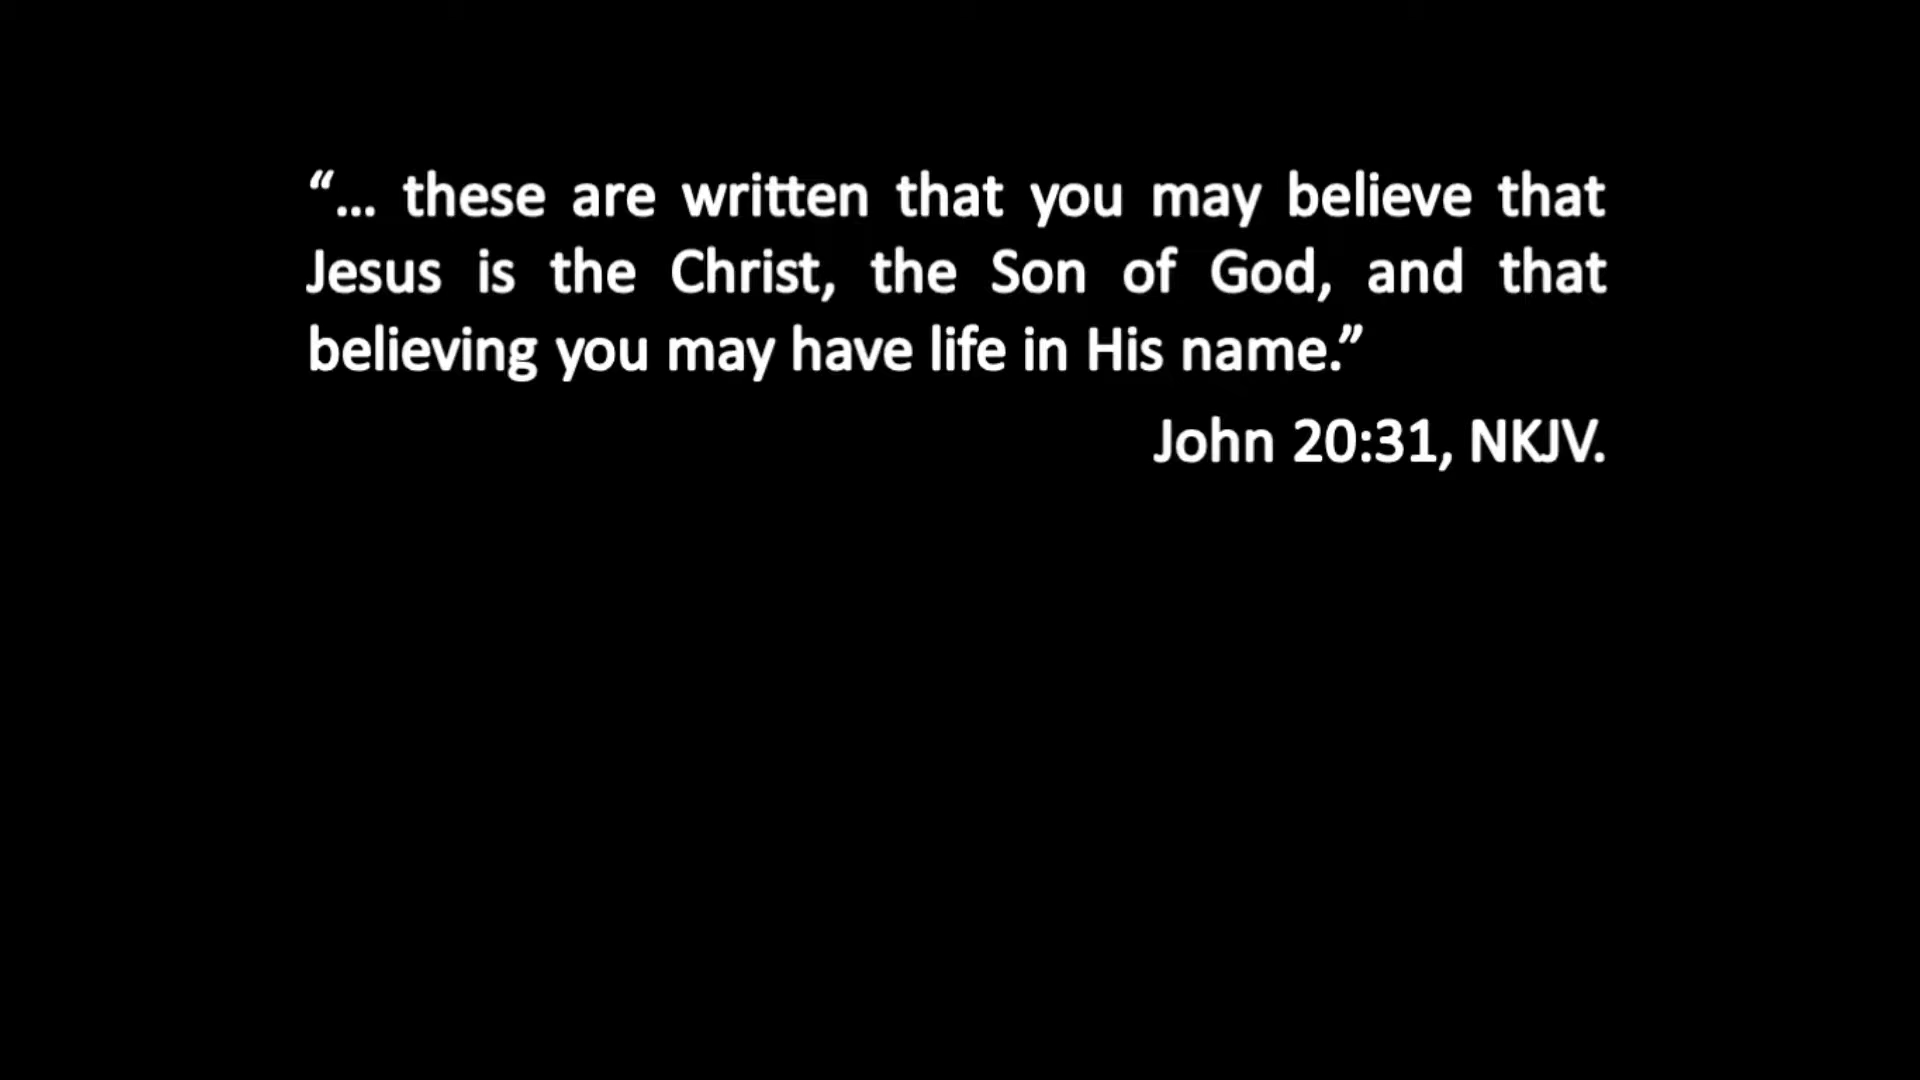 “… these are written that you may believe that
Jesus is the Christ, the Son of God, and that
believing you may have life in His name.”
John 20:31, NKJV.